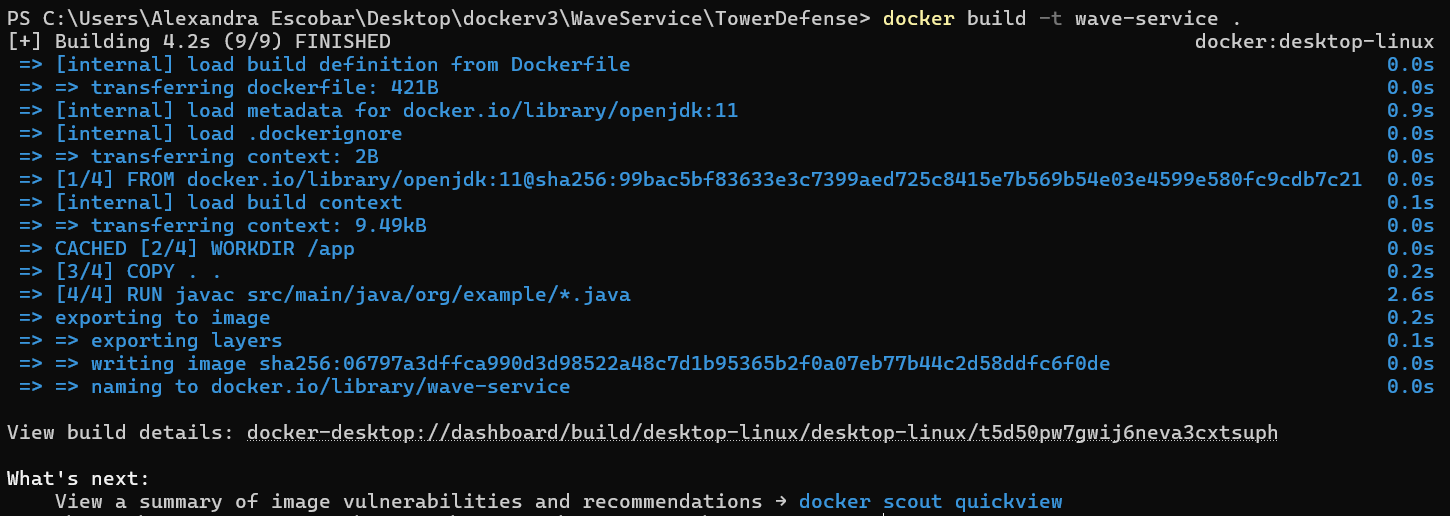 PS C:\Users\Alexandra Escobar\Desktop\dockerv3\WaveService\TowerDefense> docker build -t wave-service .
[+] Building 4.2s (9/9) FINISHED docker:desktop-linux
=> [internal] load build definition from Dockerfile 0.0s
=> => transferring dockerfile: 421B 0.0s
=> [internal] load metadata for docker.io/library/openjdk:11 0.9s
=> [internal] load .dockerignore 0.0s
=> => transferring context: 2B 0.0s
=> [1/4] FROM docker.io/library/openjdk:11@sha256:99bac5bf83633e3c7399aed725c8415e7b569b54e03e4599e580fc9cdb7c21 0.0s
=> [internal] load build context 0.1s
=> => transferring context: 9.49kB 0.0s
=> CACHED [2/4] WORKDIR /app 0.0s
=> [3/4] COPY . . 0.2s
=> [4/4] RUN javac src/main/java/org/example/*.java 2.6s
=> exporting to image 0.2s
=> => exporting layers 0.1s
=> => writing image sha256:06797a3dffca990d3d98522a48c7d1b95365b2f0a07eb77b44c2d58ddfc6f0de 0.0s
=> => naming to docker.io/library/wave-service 0.0s
View build details: docker-desktop://dashboard/build/desktop-linux/desktop-linux/t5d50pw7gwij6neva3cxtsuph
What's next:
View a summary of image vulnerabilities and recommendations → docker scout quickview